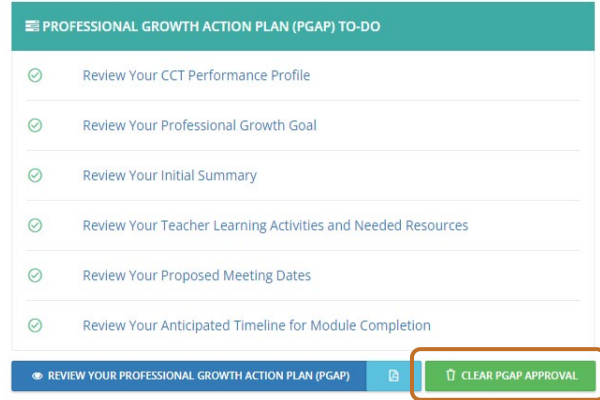 PROFESSIONAL GROWTH ACTION PLAN (PGAP) TO-DO
Review Your CCT Performance Profile
Review Your Professional Growth Goal
Review Your Initial Summary
Review Your Teacher Learning Activities and Needed Resources
Review Your Proposed Meeting Dates
Review Your Anticipated Timeline for Module Completion
REVIEW YOUR PROFESSIONAL GROWTH ACTION PLAN (PGAP) CLEAR PGAP APPROVAL